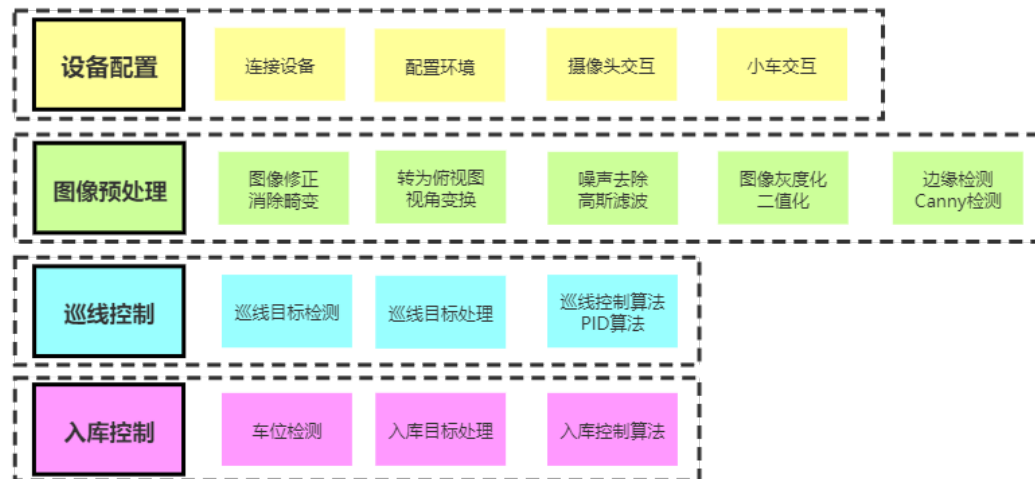 设备配置
连接设备
配置环境
摄像头交互
小车交互
图像预处理
图像修正
消除畸变
转为俯视图
视角变换
噪声去除
高斯滤波
图像灰度化
二值化
边缘检测
Canny检测
巡线控制
巡线目标检测
巡线目标处理
巡线控制算法
PID算法
入库控制
车位检测
入库目标处理
入库控制算法